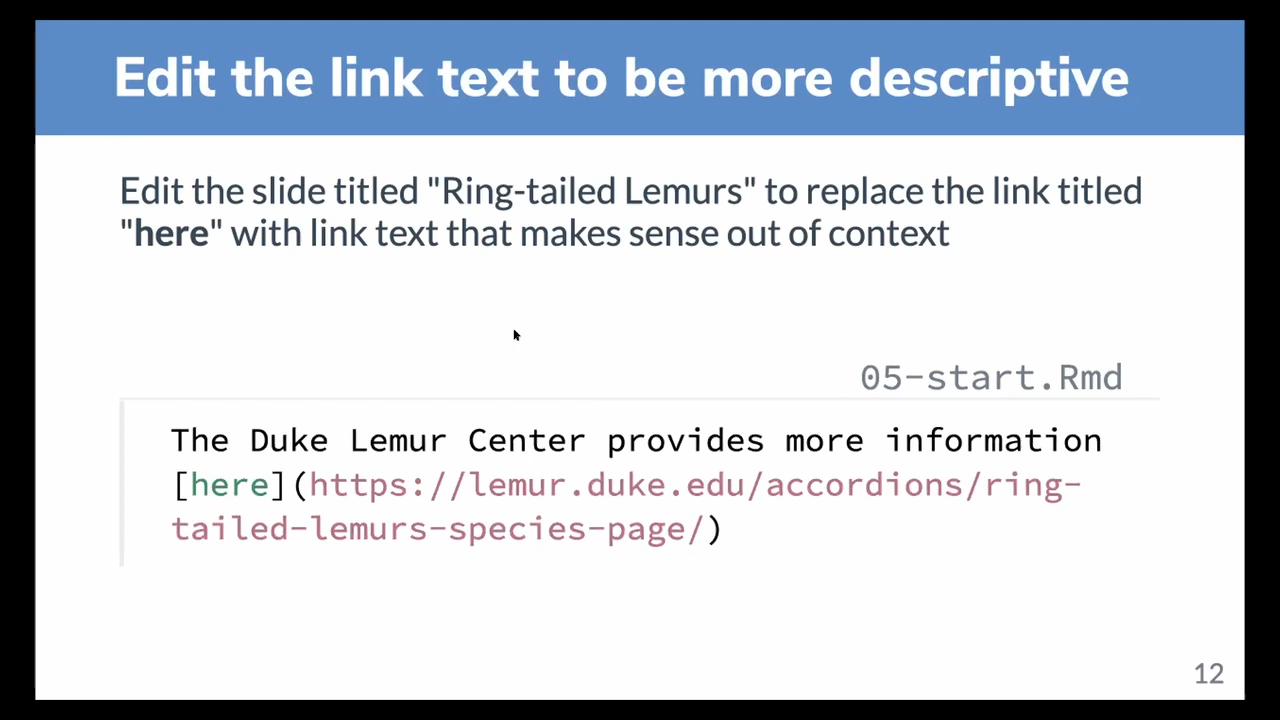 Edit the link text to be more descriptive
Edit the slide titled "Ring-tailed Lemurs" to replace the link titled
"here" with link text that makes sense out of context
05-start.Rmd
The Duke Lemur Center provides more information
[here](https://lemur.duke.edu/accordions/ring-
tailed-lemurs-species-page/)
12